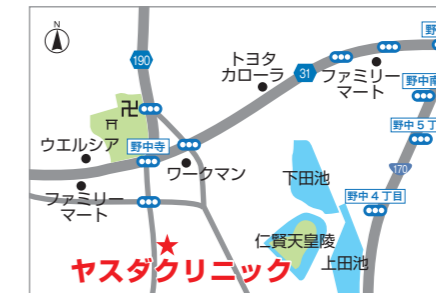 N
190
トヨタ
カローラ
31
ファミリー
マート
野
野中南
野中5丁
170
野中4丁目
卍
ウエルシア
野中寺
ワークマン
ファミリー
マート
下田池
仁賢天皇陵
上田池
ヤスダクリニック